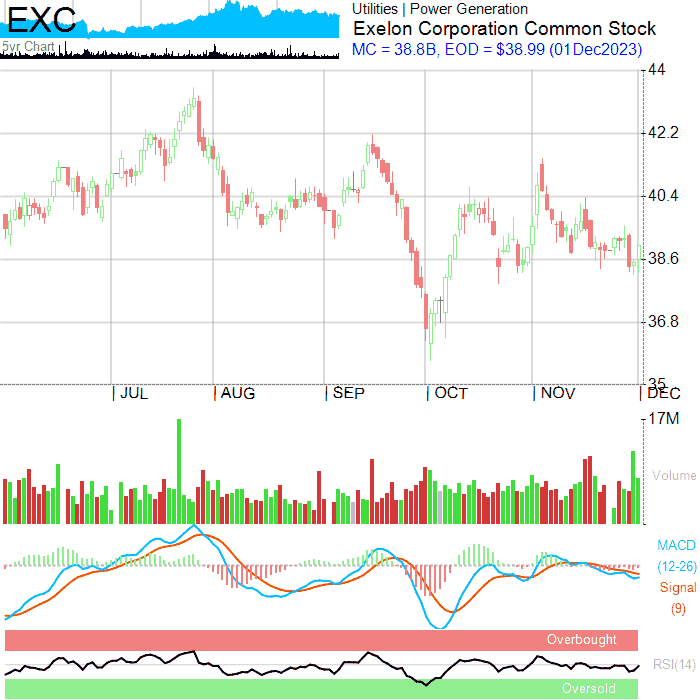 EXC
5yr Chart
Utilities | Power Generation
Exelon Corporation Common Stock
MC = 38.8B, EOD = $38.99 (01Dec2023)
44
42.2
40.4
38.6
36.8
35
JUL AUG SEP OCT NOV DEC
17M
Volume
MACD
(12-26)
Signal
(9)
Overbought
RSI(14)
Oversold